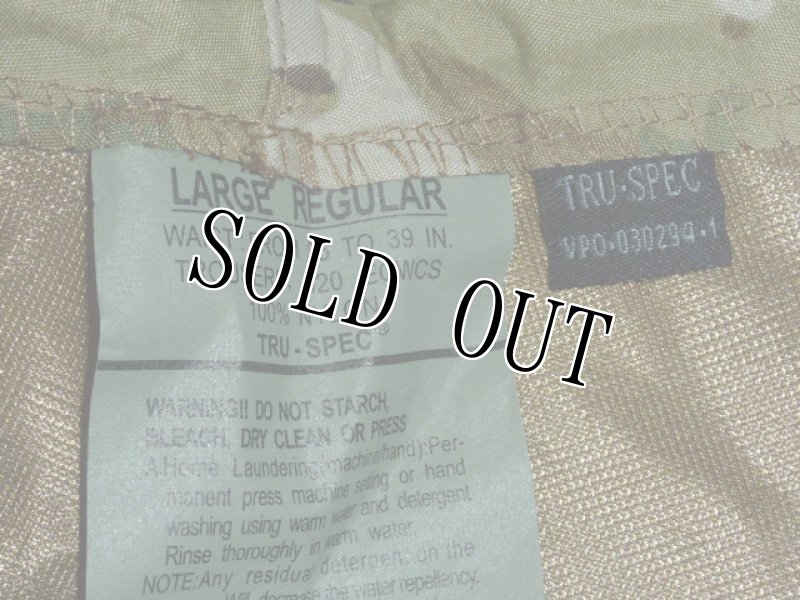 LARGE REGULAR
TO 39 IN.
100%
TRU-SPEC®
WARNING!! DO NOT STARCH,
BLEACH, DRY CLEAN OR PRESS
A.Home Laundering(machine/hand):Per-
manent press machine setting or hand
washing using warm water and detergent
Rinse thoroughly in warm water.
NOTE:Any residual detergent on the
Will decrease the water repellency.
TRU-SPEC
VPO-030294-1
SOLD OUT